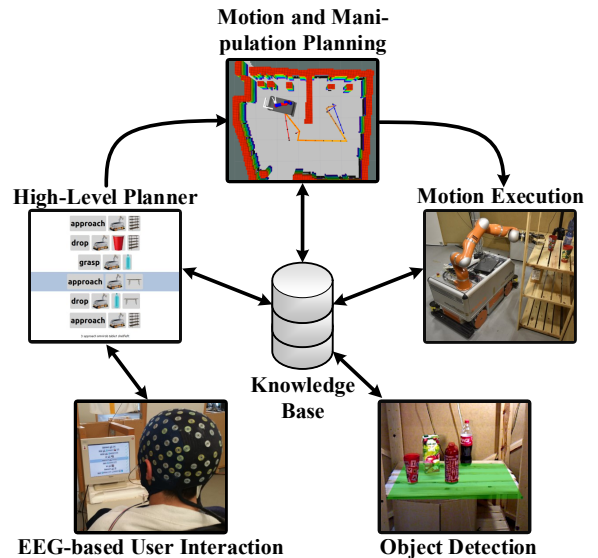 Motion and Mani-
pulation Planning
High-Level Planner
Motion Execution
approach
drop
grasp
approach
drop
approach
Knowledge
Base
EEG-based User Interaction
Object Detection